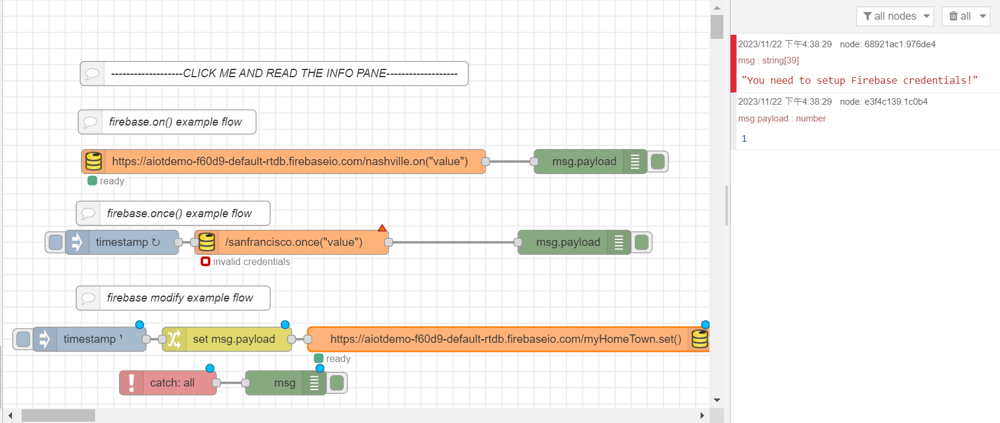 -------------------CLICK ME AND READ THE INFO PANE-------------------
firebase.on() example flow
https://aiotdemo-f60d9-default-rtdb.firebaseio.com/nashville.on("value")
msg.payload
ready
firebase.once() example flow
timestamp ↻
/sanfrancisco.once("value")
msg.payload
invalid credentials
firebase modify example flow
timestamp ¹
set msg.payload
https://aiotdemo-f60d9-default-rtdb.firebaseio.com/myHomeTown.set()
ready
catch: all
msg
all nodes
all
2023/11/22 下午4:38:29 node: 68921ac1.976de4
msg : string[39]
"You need to setup Firebase credentials!"
2023/11/22 下午4:38:29 node: e3f4c139.1c0b4
msg.payload : number
1